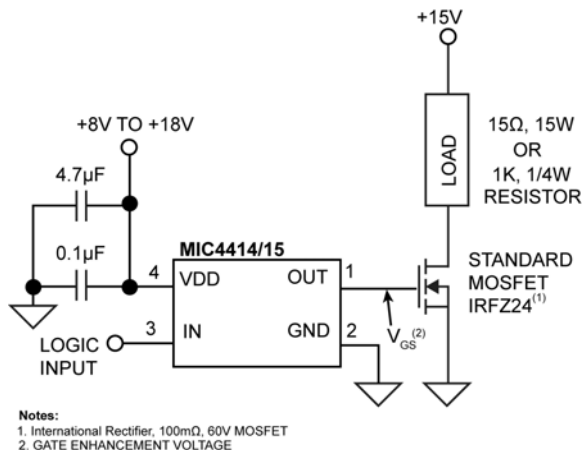 +15V
+8V TO +18V
4.7µF
0.1µF
MIC4414/15
4
VDD
OUT
1
3
IN
GND
2
LOGIC
INPUT
LOAD
15Ω, 15W
OR
1K, 1/4W
RESISTOR
STANDARD
MOSFET
IRFZ24(1)
VGS(2)
Notes:
1. International Rectifier, 100mΩ, 60V MOSFET
2. GATE ENHANCEMENT VOLTAGE